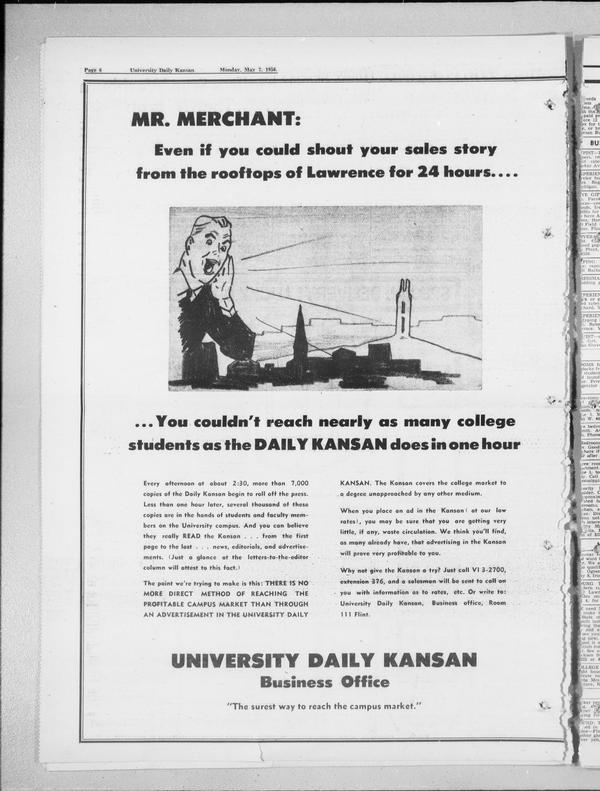 Page 6 University Daily Kansan Monday, May 7, 1956
MR. MERCHANT:
Even if you could shout your sales story
from the rooftops of Lawrence for 24 hours....
...You couldn't reach nearly as many college
students as the DAILY KANSAN does in one hour
Every afternoon at about 2:30, more than 7,000
copies of the Daily Kansan begin to roll off the press.
Less than one hour later, several thousand of these
copies are in the hands of students and faculty mem-
bers on the University campus. And you can believe
they really READ the Kansan . . . from the first
page to the last . . . news, editorials, and advertise-
ments. (Just a glance at the letters-to-the-editor
column will attest to this fact.)
The point we're trying to make is this: THERE IS NO
MORE DIRECT METHOD OF REACHING THE
PROFITABLE CAMPUS MARKET THAN THROUGH
AN ADVERTISEMENT IN THE UNIVERSITY DAILY
KANSAN. The Kansan covers the college market to
a degree unapproached by any other medium.
When you place an ad in the Kansan (at our low
rates), you may be sure that you are getting very
little, if any, waste circulation. We think you'll find,
as many already have, that advertising in the Kansan
will prove very profitable to you.
Why not give the Kansan a try? Just call VI 3-2700,
extension 376, and a salesman will be sent to call on
you with information as to rates, etc. Or write to:
University Daily Kansan, Business office, Room
111 Flint.
UNIVERSITY DAILY KANSAN
Business Office
"The surest way to reach the campus market."